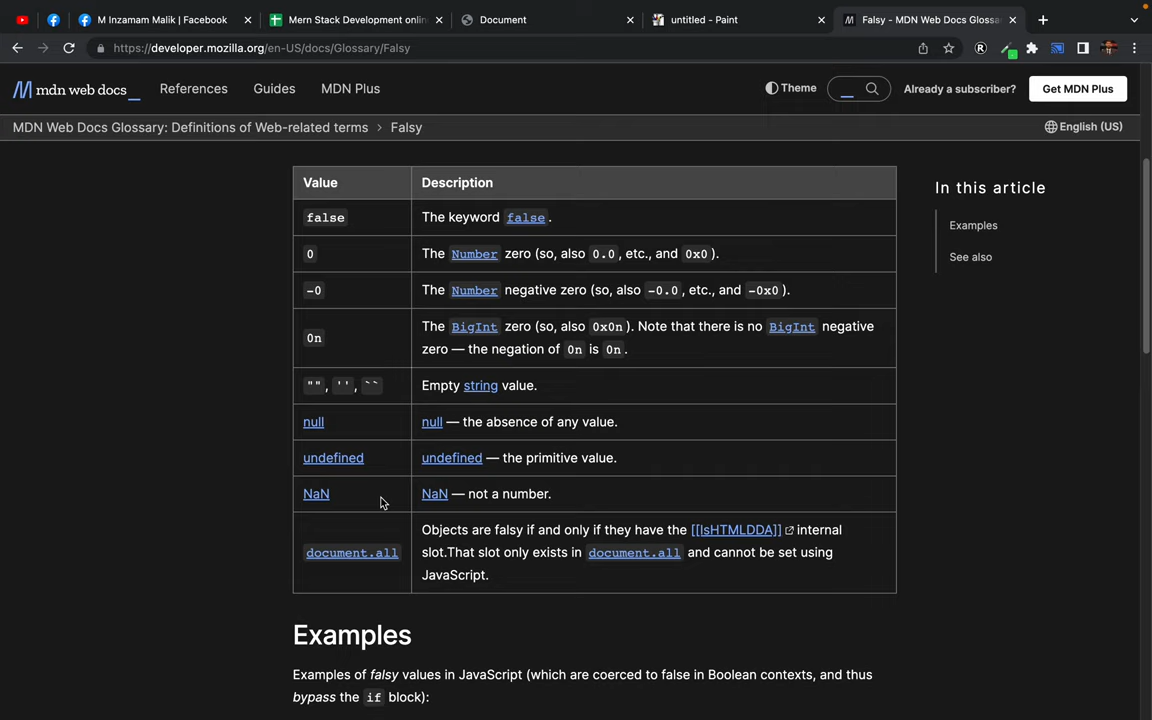 M Inzamam Malik | Facebook
Mern Stack Development onlin
Document
untitled - Paint
Falsy - MDN Web Docs Glossa
https://developer.mozilla.org/en-US/docs/Glossary/Falsy
mdn web docs_
References
Guides
MDN Plus
Theme
Already a subscriber?
Get MDN Plus
MDN Web Docs Glossary: Definitions of Web-related terms > Falsy
English (US)
Value Description
false The keyword false.
0 The Number zero (so, also 0.0, etc., and 0x0).
-0 The Number negative zero (so, also -0.0, etc., and -0x0).
0n The BigInt zero (so, also 0x0n). Note that there is no BigInt negative
zero — the negation of 0n is 0n.
"", '', `` Empty string value.
null null — the absence of any value.
undefined undefined — the primitive value.
NaN NaN — not a number.
Objects are falsy if and only if they have the [[IsHTMLDDA]] internal
document.all slot.That slot only exists in document.all and cannot be set using
JavaScript.
In this article
Examples
See also
Examples
Examples of falsy values in JavaScript (which are coerced to false in Boolean contexts, and thus
bypass the if block):